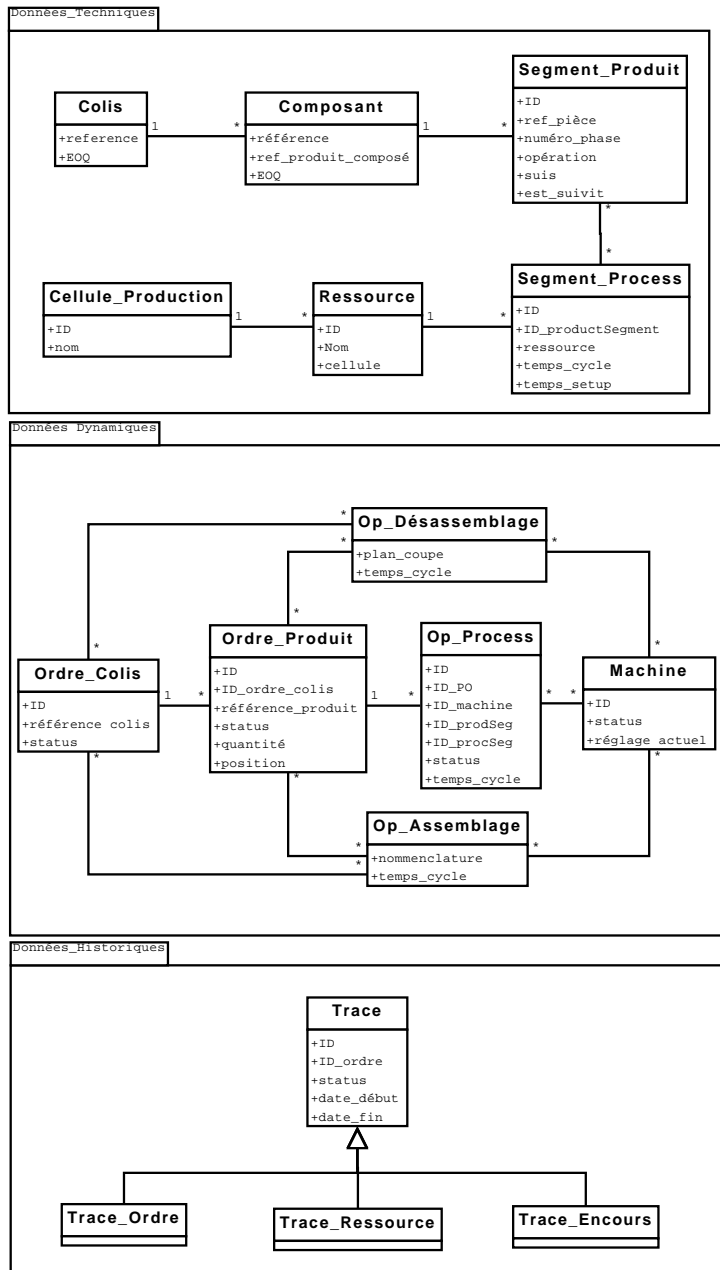 Données_Techniques
Colis
+reference
+EOQ
1
*
Composant
+référence
+ref_produit_composé
+EOQ
1
*
Segment_Produit
+ID
+ref_pièce
+numéro_phase
+opération
+suis
+est_suivit
*
*
Cellule_Production
+ID
+nom
1
*
Ressource
+ID
+Nom
+cellule
1
*
Segment_Process
+ID
+ID_productSegment
+ressource
+temps_cycle
+temps_setup
Données Dynamiques
*
*
Op_Désassemblage
+plan_coupe
+temps_cycle
*
*
*
*
Ordre_Colis
+ID
+référence colis
+status
*
1
*
Ordre_Produit
+ID
+ID_ordre_colis
+référence_produit
+status
+quantité
+position
*
1
*
Op_Process
+ID
+ID_PO
+ID_machine
+ID_prodSeg
+ID_procSeg
+status
+temps_cycle
*
*
Machine
+ID
+status
+réglage actuel
*
*
*
Op_Assemblage
+nommenclature
+temps_cycle
*
Données_Historiques
Trace
+ID
+ID_ordre
+status
+date_début
+date_fin
Trace_Ordre
Trace_Ressource
Trace_Encours